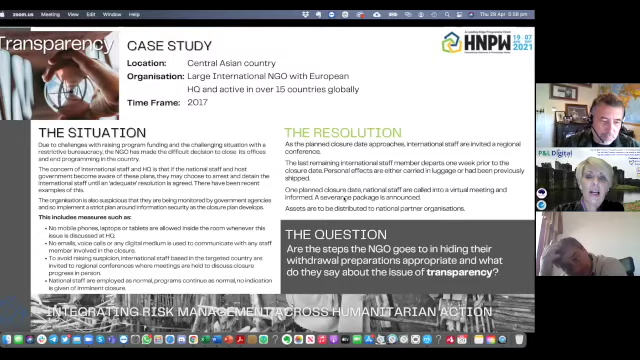 zoom.us Meeting View Edit Window Help
Thu 29 Apr 5:58 pm
Transparency
CASE STUDY
Location: Central Asian country
Organisation: Large International NGO with European
HQ and active in over 15 countries globally
Time Frame: 2017
HNPW
19 APR
07 MAY
2021
THE SITUATION
Due to challenges with raising program funding and the challenging situation with a
restrictive bureaucracy, the NGO has made the difficult decision to close its offices
and end programming in the country.
The concern of international staff and HQ is that if the national staff and host
government become aware of these plans, they may choose to arrest and detain
the international staff until an 'adequate' resolution is agreed. There have been recent
examples of this.
The organisation is also suspicious that they are being monitored by government agencies and
so implement a strict plan around information security as the closure plan develops.
This includes measures such as:
• No mobile phones, laptops or tablets are allowed inside the room whenever this
issue is discussed at HQ.
• No emails, voice calls or any digital medium is used to communicate with any staff
member involved in the closure.
• To avoid raising suspicion, international staff based in the targeted country are
invited to regional conferences where meetings are held to discuss closure
progress in person.
• National staff are employed as normal, programs continue as normal, no indication
is given of imminent closure.
THE RESOLUTION
As the planned closure date approaches, international staff are invited a regional
conference.
The last remaining international staff member departs one week prior to the
closure date. Personal effects are either carried in luggage or had been previously
shipped.
One planned closure date, national staff are called into a virtual meeting and
informed. A severance package is announced.
Assets are to be distributed to national partner organisations.
THE QUESTION
Are the steps the NGO goes to in hiding their
withdrawal preparations appropriate and what
do they say about the issue of transparency?
INTEGRATING RISK MANAGEMENT ACROSS HUMANITARIAN ACTION
P&L Digital